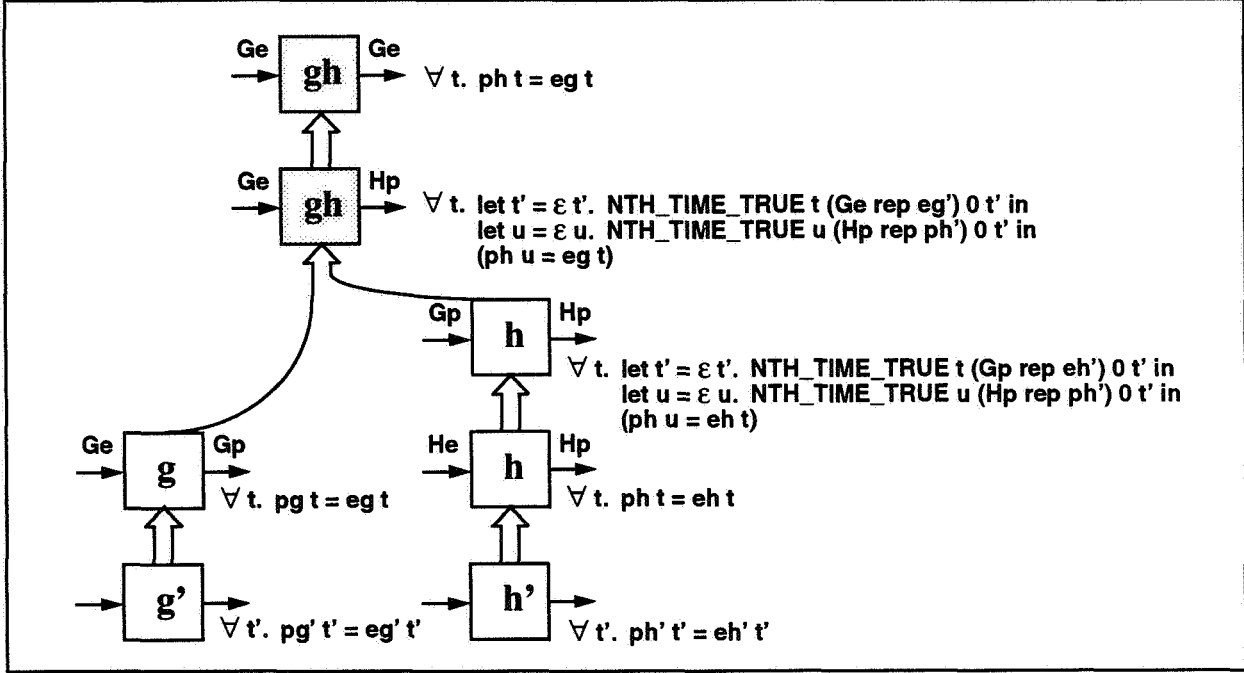 Ge Ge
gh
∀ t. ph t = eg t
Ge Hp
gh
∀ t. let t' = ε t'. NTH_TIME_TRUE t (Ge rep eg') 0 t' in
let u = ε u. NTH_TIME_TRUE u (Hp rep ph') 0 t' in
(ph u = eg t)
Gp Hp
h
∀ t. let t' = ε t'. NTH_TIME_TRUE t (Gp rep eh') 0 t' in
let u = ε u. NTH_TIME_TRUE u (Hp rep ph') 0 t' in
(ph u = eh t)
Ge Gp
g
∀ t. pg t = eg t
He Hp
h
∀ t. ph t = eh t
g'
∀ t'. pg' t' = eg' t'
h'
∀ t'. ph' t' = eh' t'